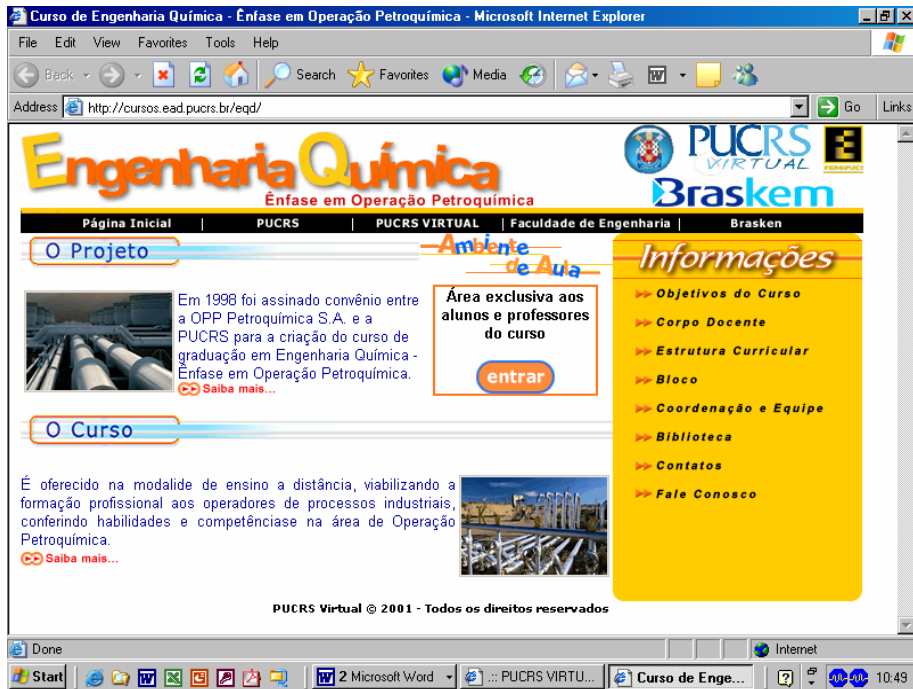 Curso de Engenharia Química - Ênfase em Operação Petroquímica - Microsoft Internet Explorer
File Edit View Favorites Tools Help
Back Search Favorites Media
Address http://cursos.ead.pucrs.br/eqd/ Go Links
Engenharia Química
Ênfase em Operação Petroquímica
PUCRS
VIRTUAL
FENGPUC
Braskem
Página Inicial | PUCRS | PUCRS VIRTUAL | Faculdade de Engenharia | Brasken
O Projeto
Em 1998 foi assinado convênio entre
a OPP Petroquímica S.A. e a
PUCRS para a criação do curso de
graduação em Engenharia Química -
Ênfase em Operação Petroquímica.
Saiba mais...
Ambiente
de Aula
Área exclusiva aos
alunos e professores
do curso
entrar
Informações
Objetivos do Curso
Corpo Docente
Estrutura Curricular
Bloco
Coordenação e Equipe
Biblioteca
Contatos
Fale Conosco
O Curso
É oferecido na modalide de ensino a distância, viabilizando a
formação profissional aos operadores de processos industriais,
conferindo habilidades e competênciase na área de Operação
Petroquímica.
Saiba mais...
PUCRS Virtual © 2001 - Todos os direitos reservados
Done Internet
Start 2 Microsoft Word .:: PUCRS VIRTU... Curso de Enge... 10:49